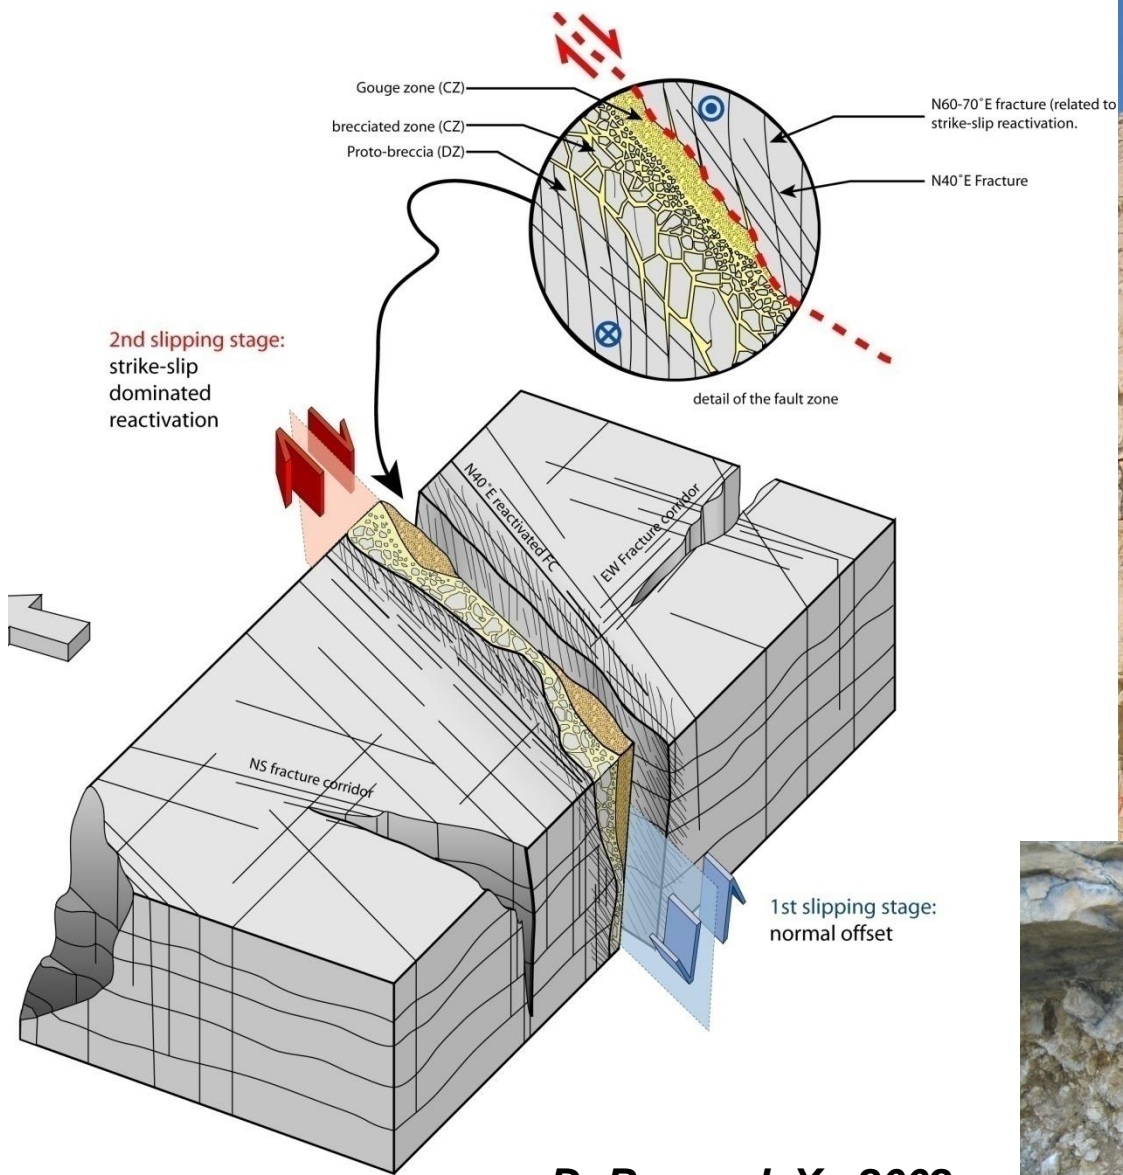 Gouge zone (CZ)
brecciated zone (CZ)
Proto-breccia (DZ)
N60-70°E fracture (related to
strike-slip reactivation.
N40°E Fracture
detail of the fault zone
2nd slipping stage:
strike-slip
dominated
reactivation
N40°E reactivated FC
EW Fracture corridor
NS fracture corridor
1st slipping stage:
normal offset